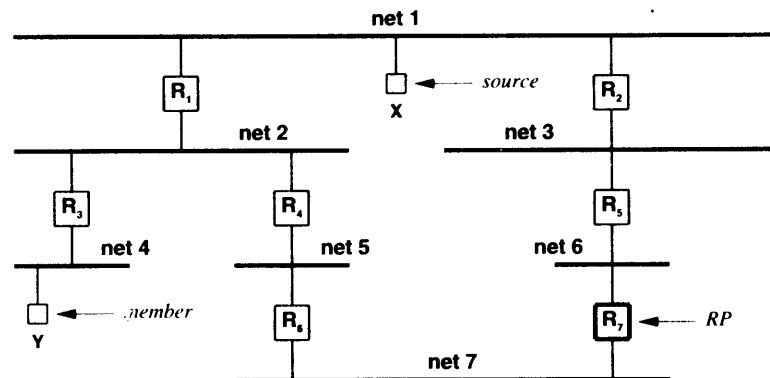 net 1
R₁
X
source
R₂
net 2
net 3
R₃
R₄
R₅
net 4
net 5
net 6
Y
member
R₆
R₇
RP
net 7